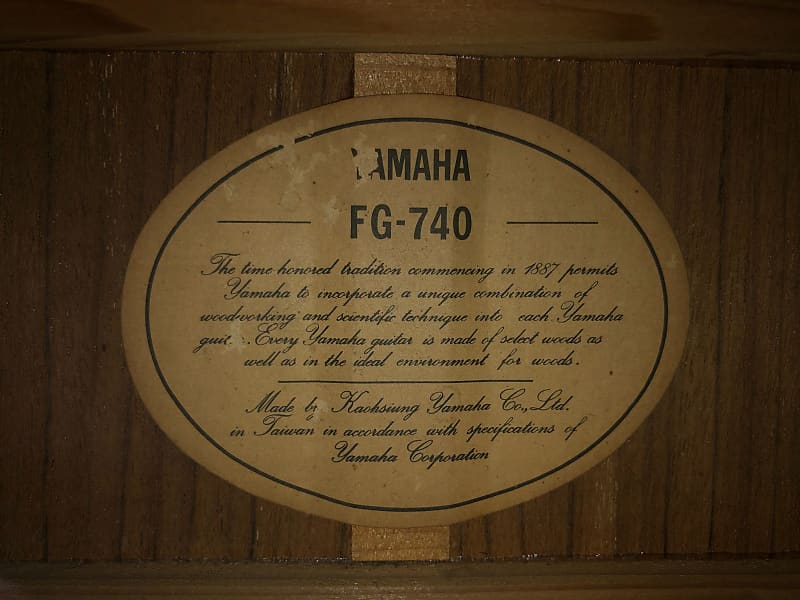 YAMAHA
FG-740
The time honored tradition commencing in 1887 permits
Yamaha to incorporate a unique combination of
woodworking and scientific technique into each Yamaha
Every Yamaha guitar is made of select woods as
well as in the ideal environment for woods.
Made by Kaohsiung Yamaha Co., Ltd.
in Taiwan in accordance with specifications of
Yamaha Corporation